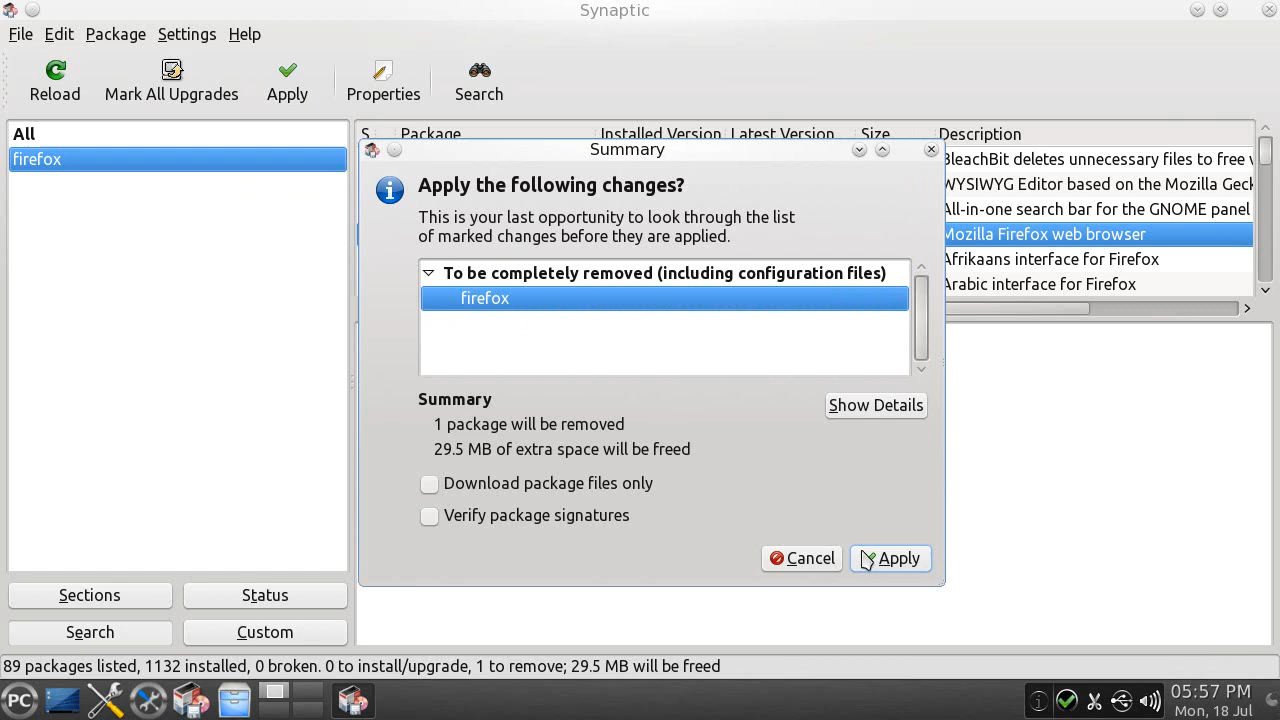 Synaptic
File Edit Package Settings Help
Reload Mark All Upgrades Apply Properties Search
All
firefox
S Package Installed Version Latest Version Size Description
BleachBit deletes unnecessary files to free
WYSIWYG Editor based on the Mozilla Geck
All-in-one search bar for the GNOME panel
Mozilla Firefox web browser
Afrikaans interface for Firefox
Arabic interface for Firefox
Summary
Apply the following changes?
This is your last opportunity to look through the list
of marked changes before they are applied.
To be completely removed (including configuration files)
firefox
Summary
1 package will be removed
29.5 MB of extra space will be freed
Show Details
Download package files only
Verify package signatures
Cancel Apply
Sections Status
Search Custom
89 packages listed, 1132 installed, 0 broken. 0 to install/upgrade, 1 to remove; 29.5 MB will be freed
PC
05:57 PM
Mon, 18 Jul